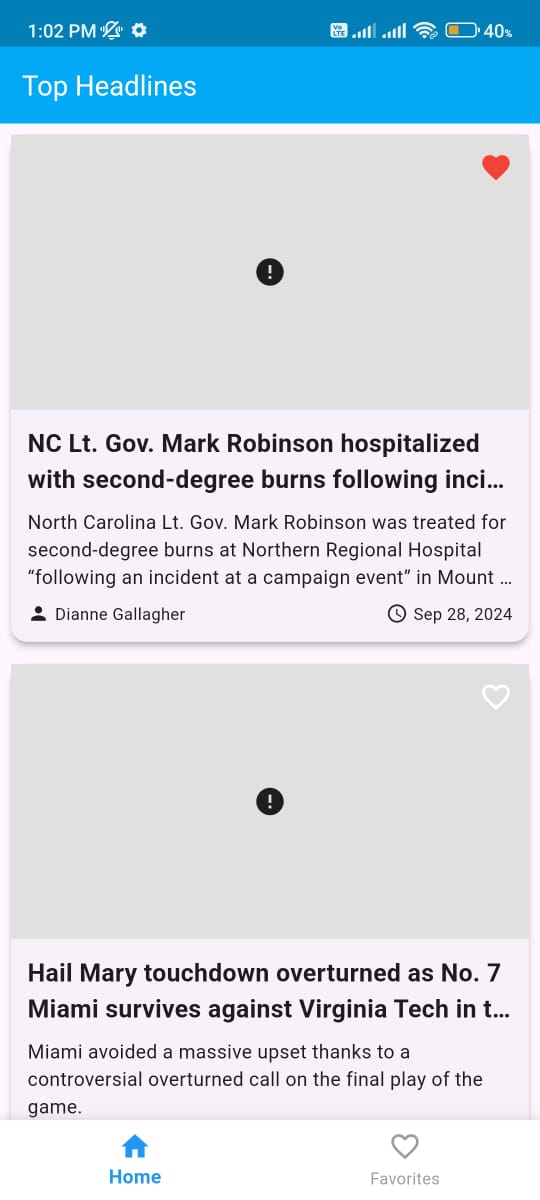 1:02 PM
Vo LTE
40%
Top Headlines
NC Lt. Gov. Mark Robinson hospitalized
with second-degree burns following inci...
North Carolina Lt. Gov. Mark Robinson was treated for
second-degree burns at Northern Regional Hospital
“following an incident at a campaign event” in Mount ...
Dianne Gallagher
Sep 28, 2024
Hail Mary touchdown overturned as No. 7
Miami survives against Virginia Tech in t...
Miami avoided a massive upset thanks to a
controversial overturned call on the final play of the
game.
Home
Favorites